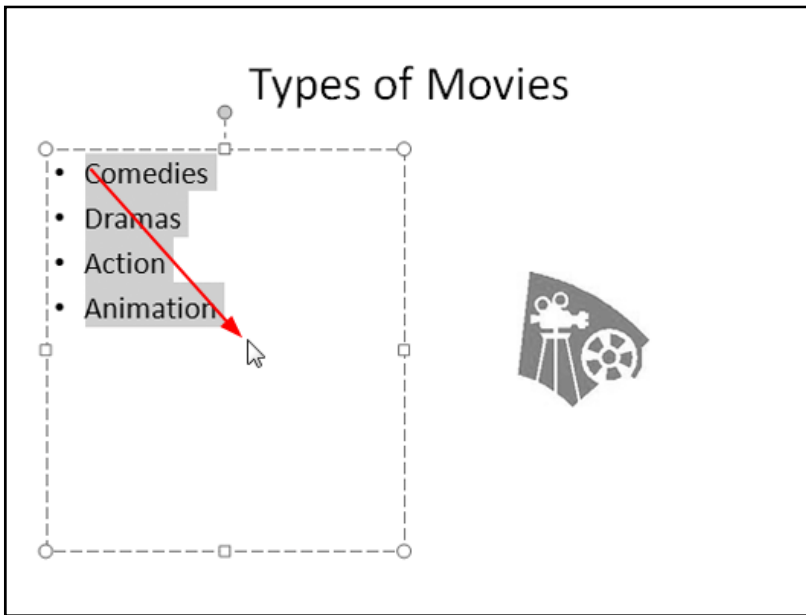 Types of Movies
• Comedies
• Dramas
• Action
• Animation